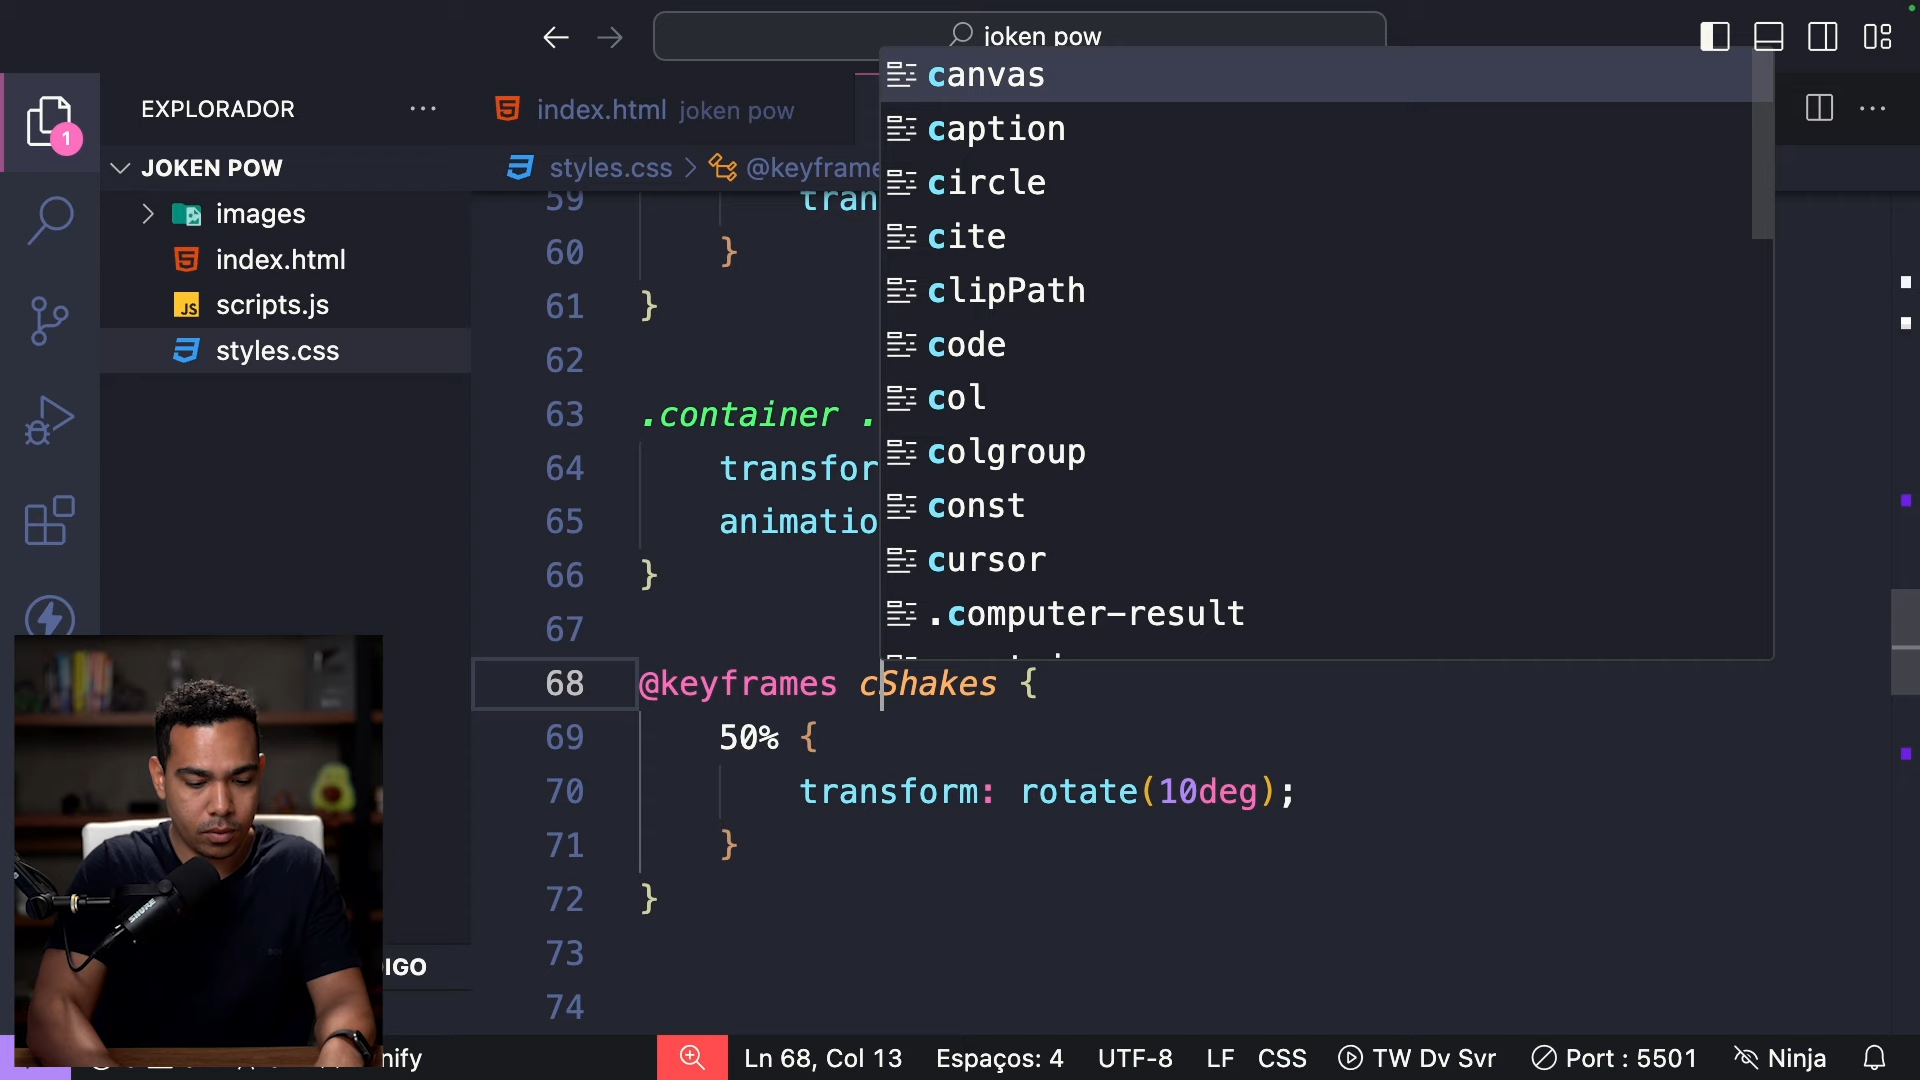 joken pow
EXPLORADOR ···
JOKEN POW
images
index.html
scripts.js
styles.css
1
index.html joken pow
styles.css > @keyframe
canvas
caption
circle
cite
clipPath
code
col
colgroup
const
cursor
.computer-result
59 tran
60 }
61 }
62
63 .container .
64 transfor
65 animatio
66 }
67
68 @keyframes cShakes {
69 50% {
70 transform: rotate(10deg);
71 }
72 }
73
74
IGO
SHURE
nify
Ln 68, Col 13 Espaços: 4 UTF-8 LF CSS TW Dv Svr Port : 5501 Ninja